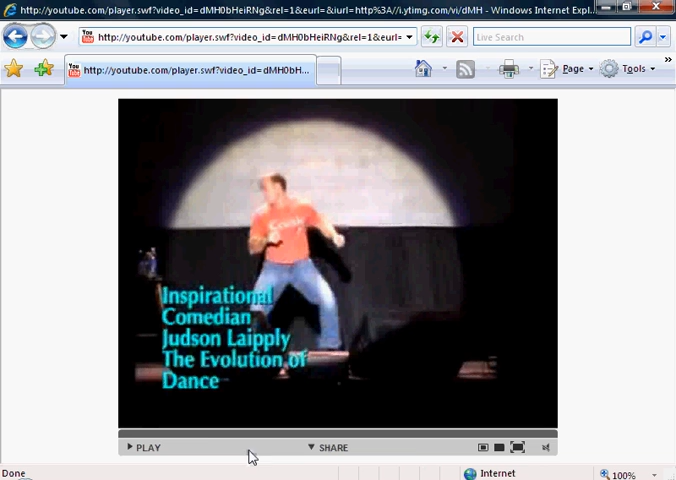 http://youtube.com/player.swf?video_id=dMH0bHeiRNg&rel=1&eurl=&iurl=http%3A//i.ytimg.com/vi/dMH - Windows Internet Expl...
http://youtube.com/player.swf?video_id=dMH0bHeiRNg&rel=1&eurl=
Live Search
http://youtube.com/player.swf?video_id=dMH0bH...
Page
Tools
Inspirational
Comedian
Judson Laipply
The Evolution of
Dance
PLAY
SHARE
Done
Internet
100%